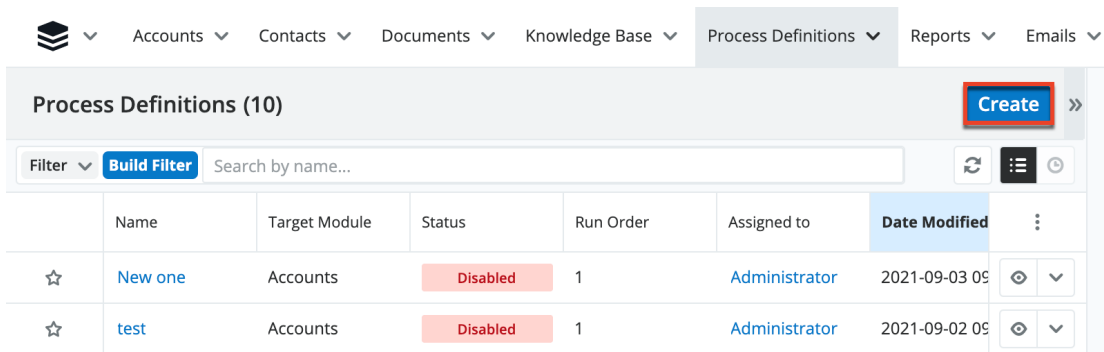 Accounts Contacts Documents Knowledge Base Process Definitions Reports Emails
Process Definitions (10) Create »
Filter Build Filter Search by name...
Name Target Module Status Run Order Assigned to Date Modified
New one Accounts Disabled 1 Administrator 2021-09-03 09
test Accounts Disabled 1 Administrator 2021-09-02 09